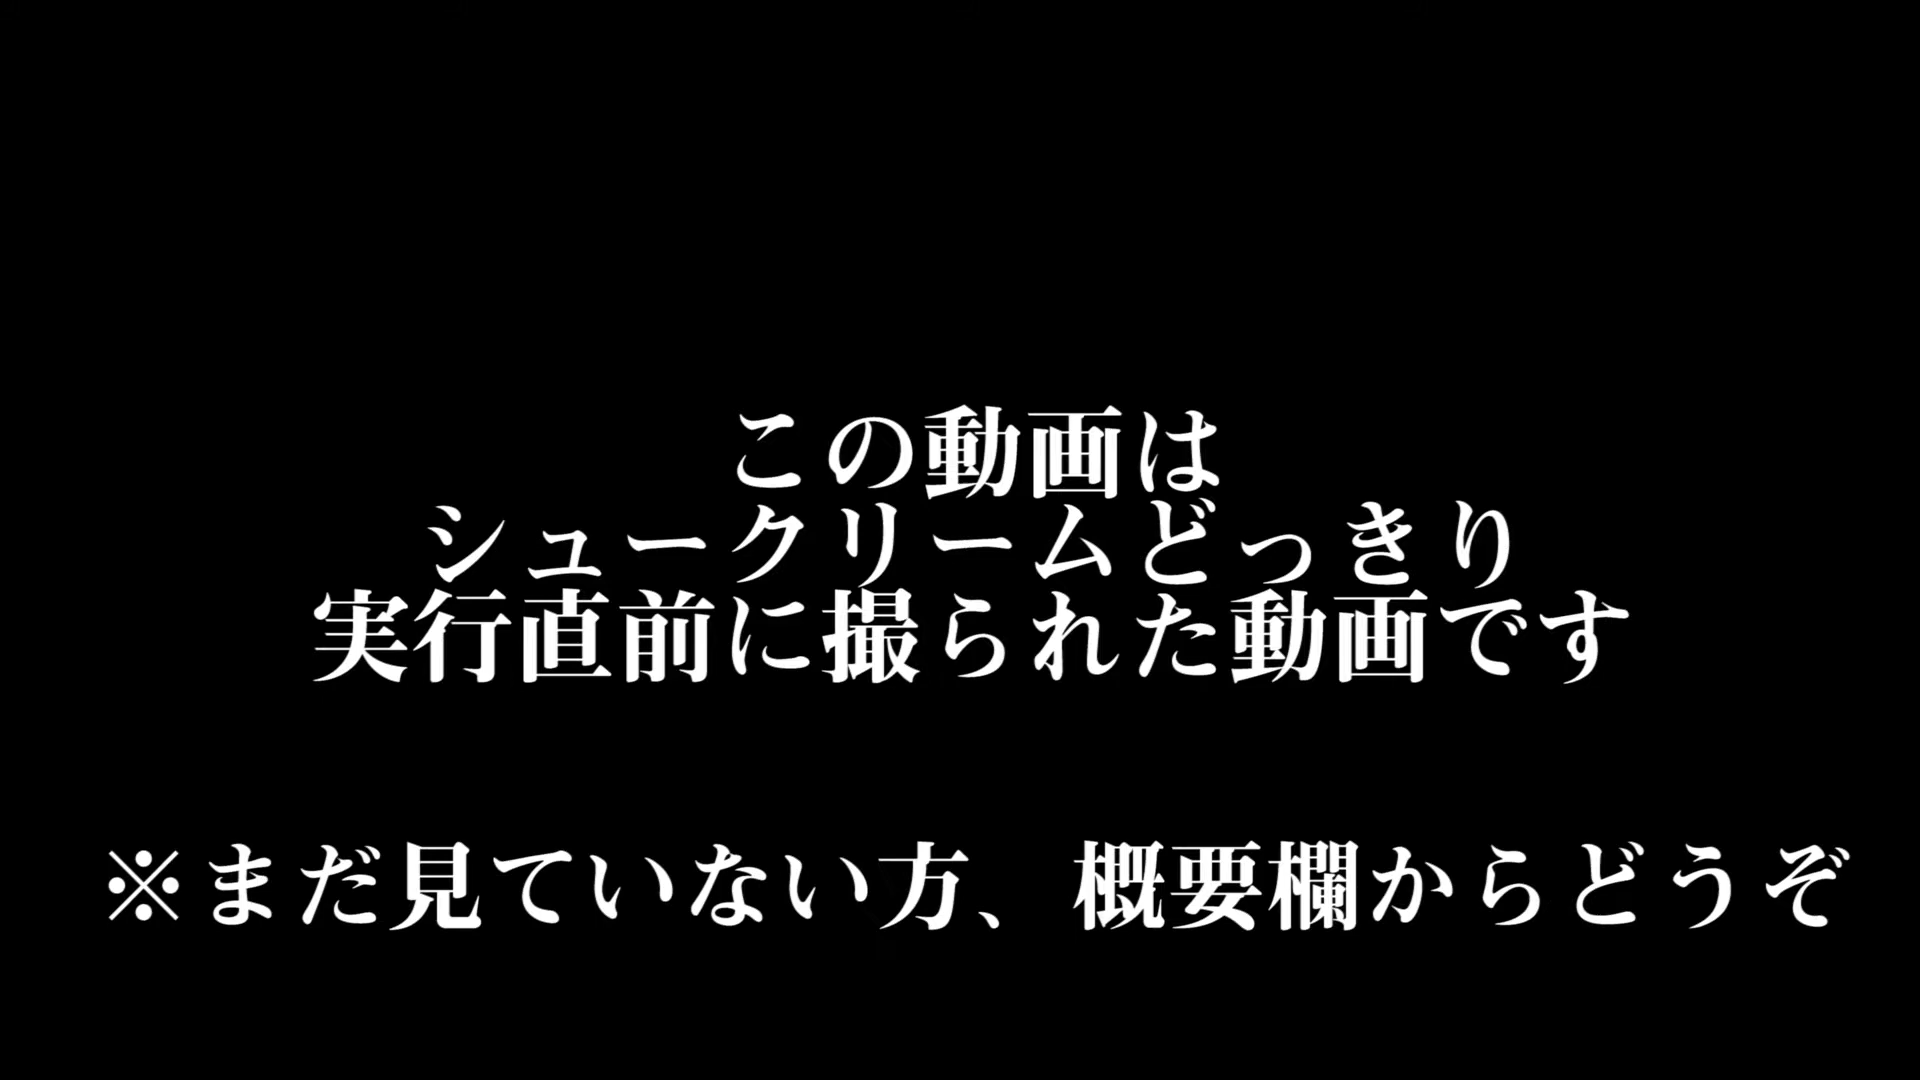 この動画は
シュークリームどっきり
実行直前に撮られた動画です
※まだ見ていない方、概要欄からどうぞ